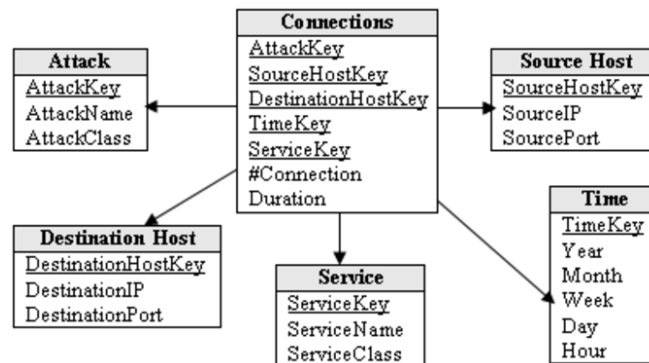 Connections
AttackKey
SourceHostKey
DestinationHostKey
TimeKey
ServiceKey
#Connection
Duration
Attack
AttackKey
AttackName
AttackClass
Source Host
SourceHostKey
SourceIP
SourcePort
Destination Host
DestinationHostKey
DestinationIP
DestinationPort
Service
ServiceKey
ServiceName
ServiceClass
Time
TimeKey
Year
Month
Week
Day
Hour